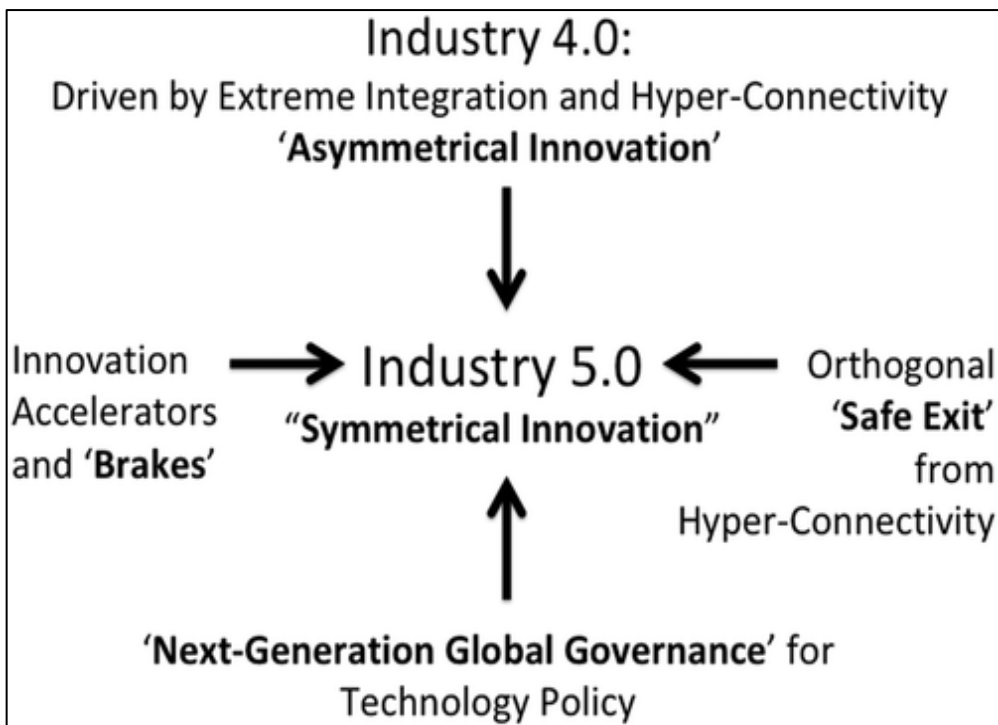 Industry 4.0:
Driven by Extreme Integration and Hyper-Connectivity
‘Asymmetrical Innovation’
Innovation
Accelerators
and ‘Brakes’
Industry 5.0
“Symmetrical Innovation”
Orthogonal
‘Safe Exit’
from
Hyper-Connectivity
‘Next-Generation Global Governance’ for
Technology Policy